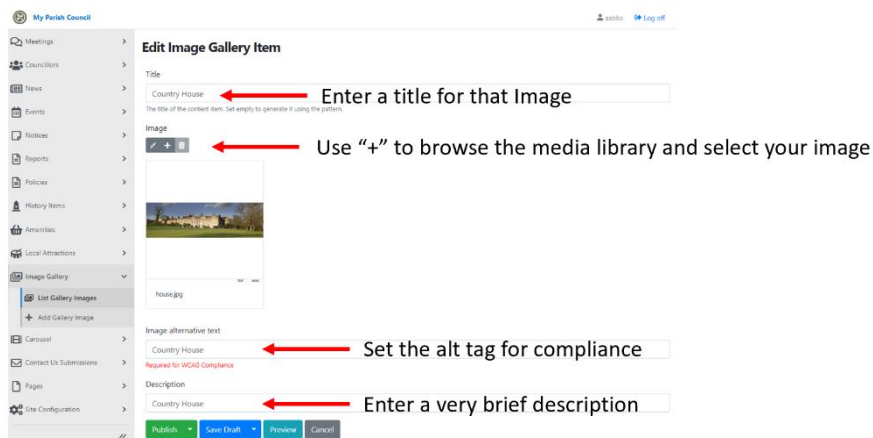 My Parish Council
aabbs
Log off
Meetings
Councillors
News
Events
Notices
Reports
Policies
History Items
Amenities
Local Attractions
Image Gallery
List Gallery Images
Add Gallery Image
Carousel
Contact Us Submissions
Pages
Site Configuration
Edit Image Gallery Item
Title
Country House
Enter a title for that Image
The title of the content item. Set empty to generate it using the pattern.
Image
Use “+” to browse the media library and select your image
house.jpg
Image alternative text
Country House
Set the alt tag for compliance
Required for WCAG Compliance
Description
Country House
Enter a very brief description
Publish
Save Draft
Preview
Cancel